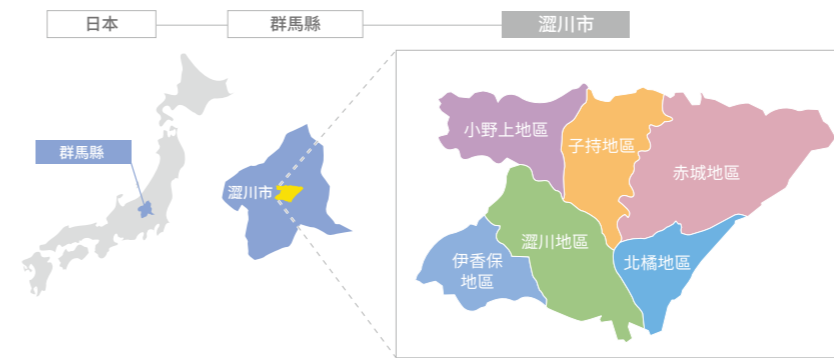 日本
群馬縣
澀川市
群馬縣
澀川市
小野上地區
子持地區
赤城地區
澀川地區
伊香保
地區
北橘地區